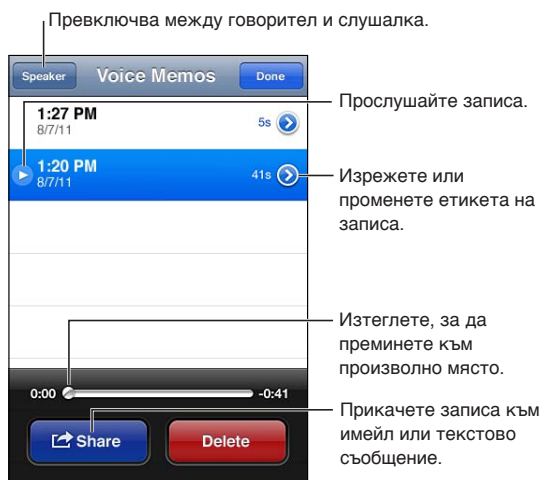 Превключва между говорител и слушалка.
Speaker
Voice Memos
Done
1:27 PM
8/7/11
5s
Прослушайте записа.
1:20 PM
8/7/11
41s
Изрежете или
промените етикета на
записа.
Изтеглете, за да
преминете към
произволно място.
0:00
-0:41
Share
Delete
Прикачете записа към
имейл или текстово
съобщение.